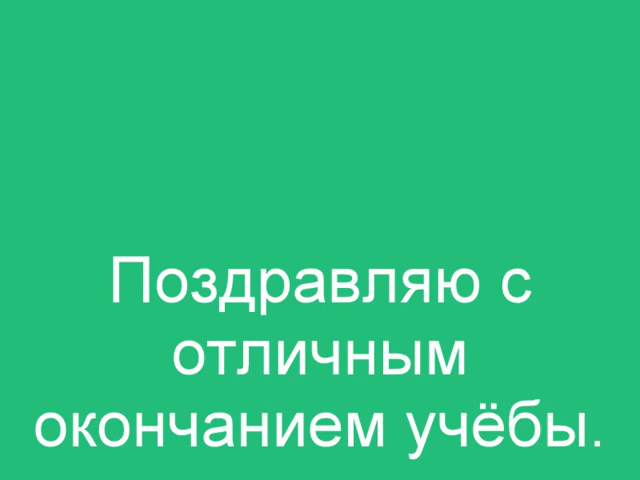 Поздравляю с
отличным
окончанием учёбы.